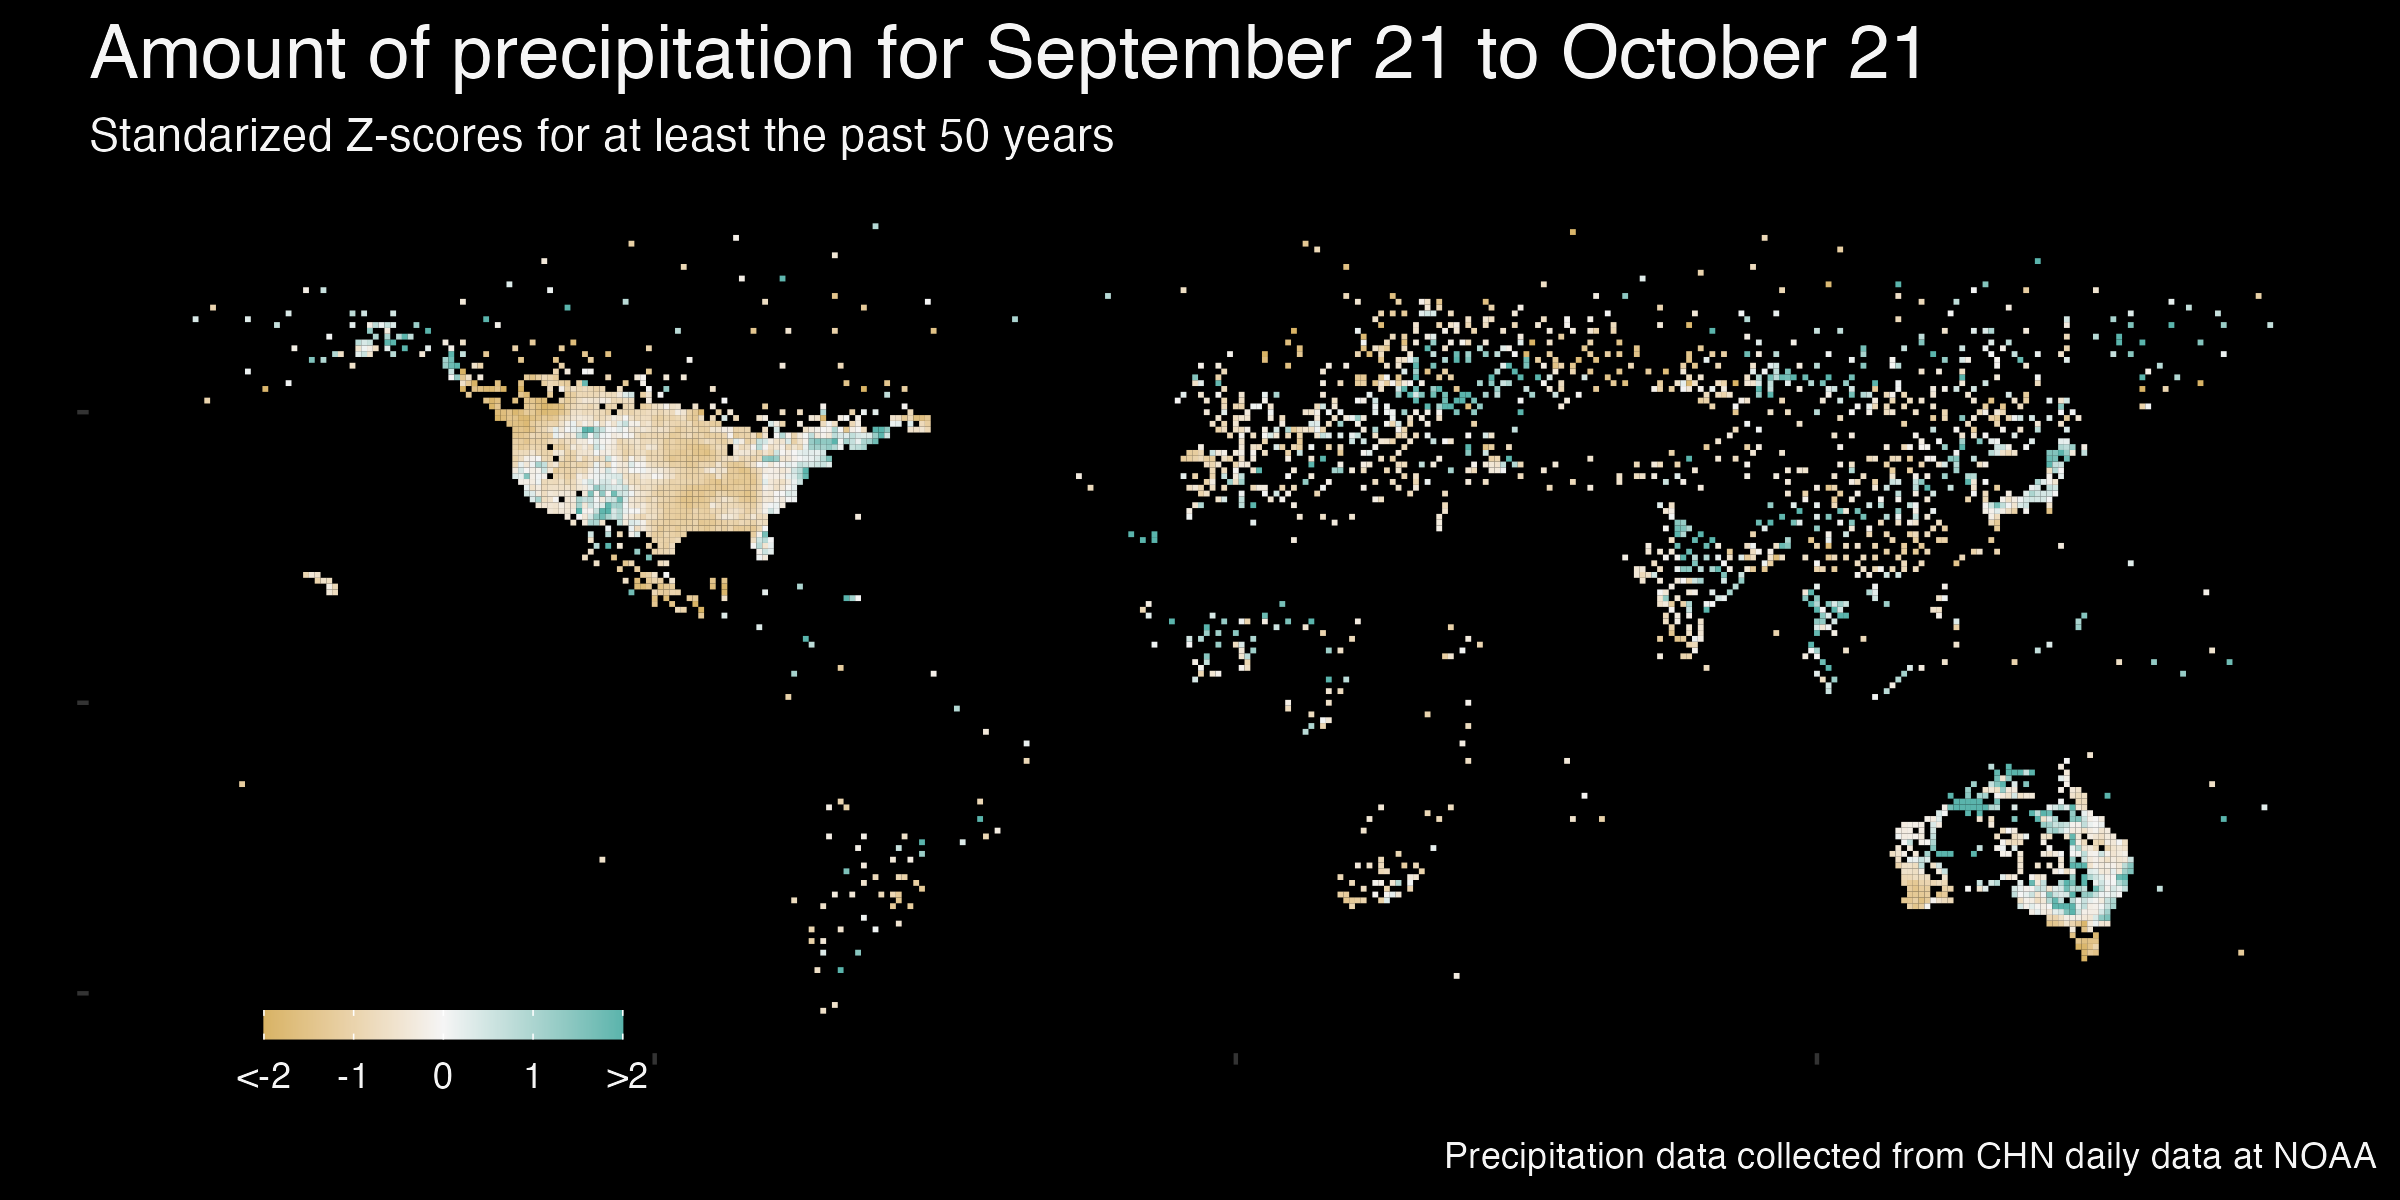 Amount of precipitation for September 21 to October 21
Standarized Z-scores for at least the past 50 years
<-2 -1 0 1 >2
Precipitation data collected from CHN daily data at NOAA